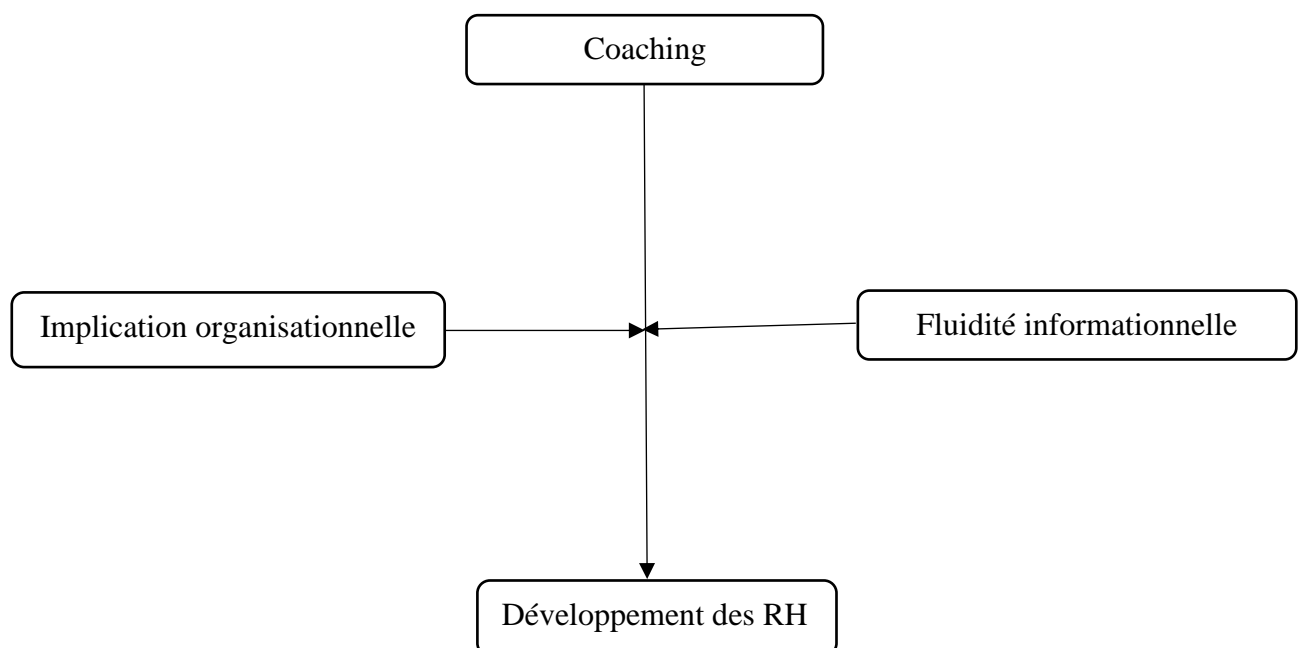 Coaching
Implication organisationnelle
Fluidité informationnelle
Développement des RH